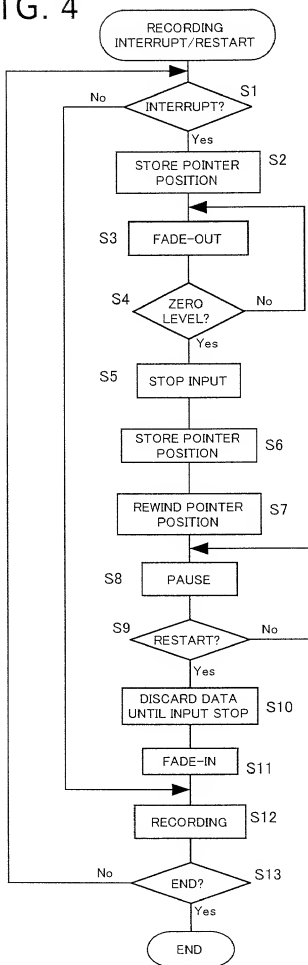 FIG. 4
RECORDING
INTERRUPT/RESTART
S1
No
INTERRUPT?
Yes
S2
STORE POINTER
POSITION
S3
FADE-OUT
S4
ZERO
LEVEL?
No
Yes
S5
STOP INPUT
STORE POINTER
POSITION
S6
REWIND POINTER
POSITION
S7
S8
PAUSE
S9
RESTART?
No
Yes
DISCARD DATA
UNTIL INPUT STOP
S10
FADE-IN
S11
RECORDING
S12
No
END?
S13
Yes
END